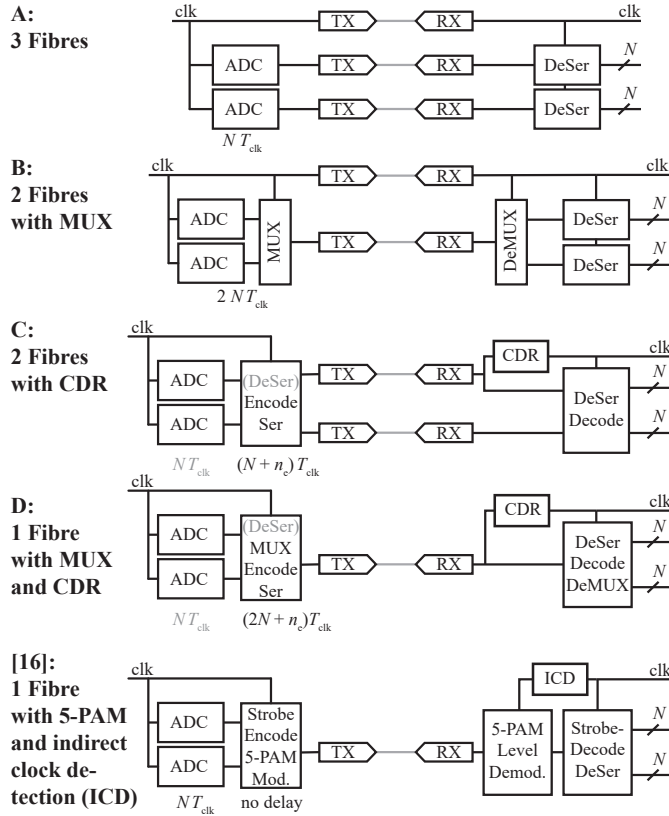 A:
3 Fibres
clk
TX
RX
clk
ADC
TX
RX
DeSer
N
ADC
TX
RX
DeSer
N
N T_clk
B:
2 Fibres
with MUX
clk
TX
RX
clk
ADC
ADC
MUX
TX
RX
DeMUX
DeSer
N
DeSer
N
2 N T_clk
C:
2 Fibres
with CDR
clk
ADC
ADC
(DeSer)
Encode
Ser
TX
RX
CDR
clk
TX
RX
DeSer
Decode
N
N
N T_clk
(N + n_c) T_clk
D:
1 Fibre
with MUX
and CDR
clk
ADC
ADC
(DeSer)
MUX
Encode
Ser
TX
RX
CDR
clk
DeSer
Decode
DeMUX
N
N
N T_clk
(2N + n_c) T_clk
[16]:
1 Fibre
with 5-PAM
and indirect
clock de-
tection (ICD)
clk
ADC
ADC
Strobe
Encode
5-PAM
Mod.
TX
RX
ICD
clk
5-PAM
Level
Demod.
Strobe-
Decode
DeSer
N
N
N T_clk
no delay